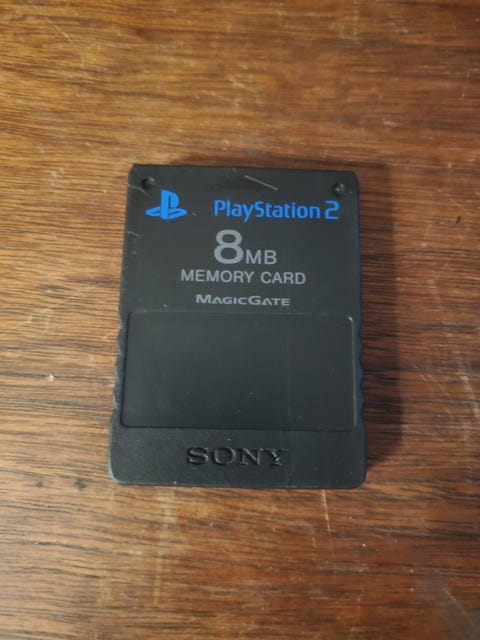 PlayStation 2
8MB
MEMORY CARD
MAGICGATE
SONY